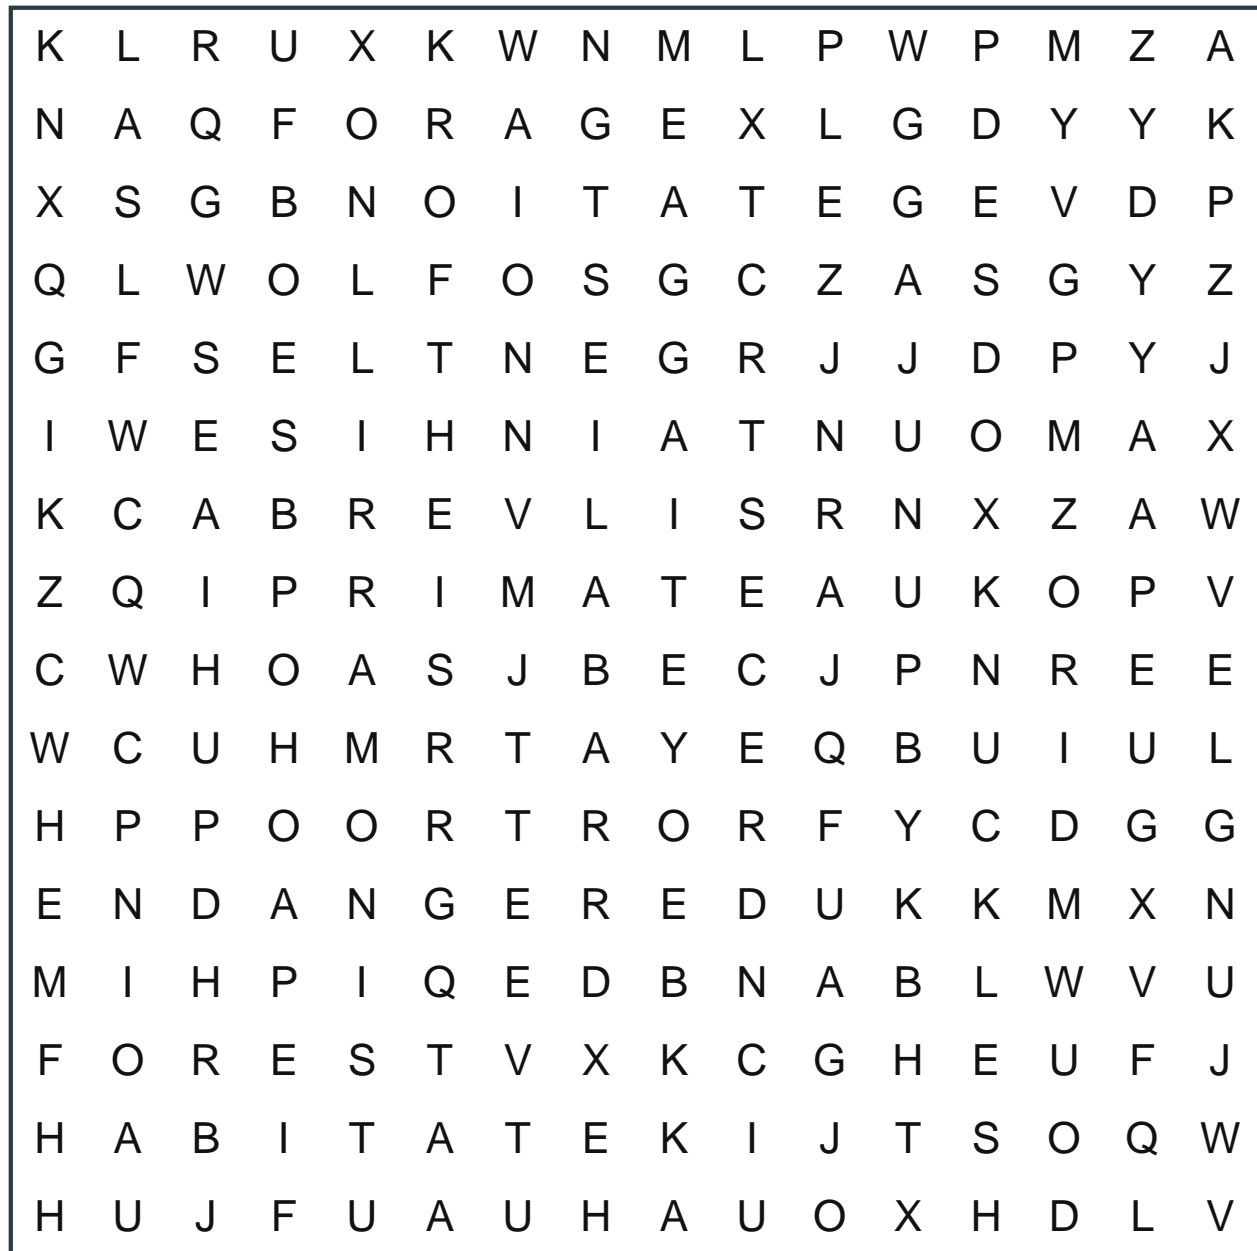 K L R U X K W N M L P W P M Z A
N A Q F O R A G E X L G D Y Y K
X S G B N O I T A T E G E V D P
Q L W O L F O S G C Z A S G Y Z
G F S E L T N E G R J J D P Y J
I W E S I H N I A T N U O M A X
K C A B R E V L I S R N X Z A W
Z Q I P R I M A T E A U K O P V
C W H O A S J B E C J P N R E E
W C U H M R T A Y E Q B U I U L
H P P O O R T R O R F Y C D G G
E N D A N G E R E D U K K M X N
M I H P I Q E D B N A B L W V U
F O R E S T V X K C G H E U F J
H A B I T A T E K I J T S O Q W
H U J F U A U H A U O X H D L V